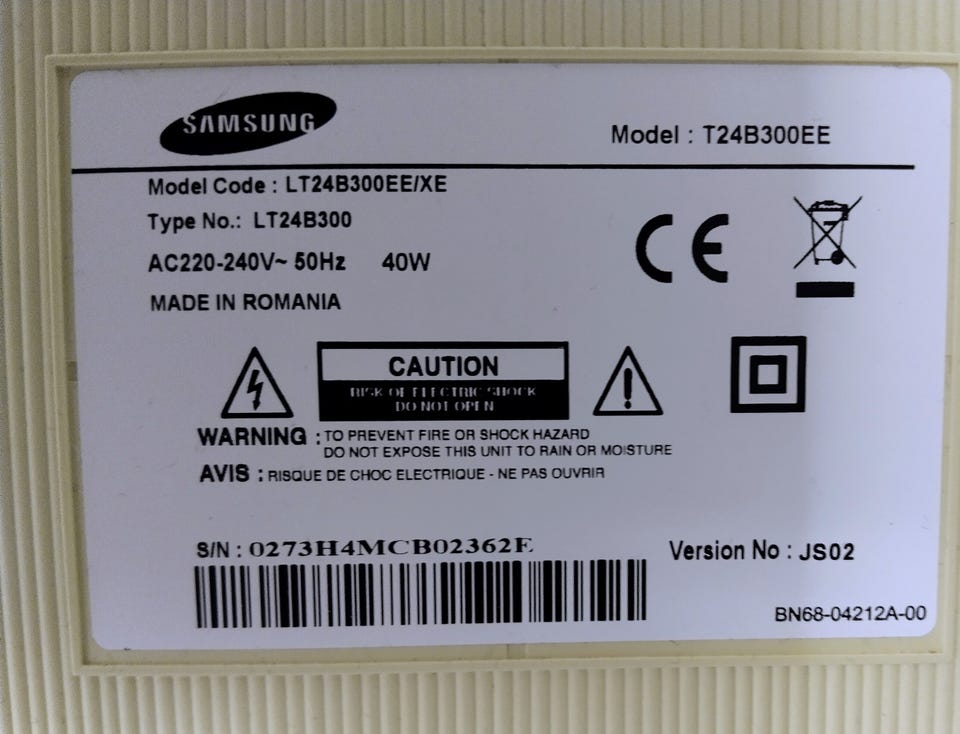 SAMSUNG
Model : T24B300EE
Model Code : LT24B300EE/XE
Type No.: LT24B300
AC220-240V~ 50Hz 40W
MADE IN ROMANIA
CE
CAUTION
RISK OF ELECTRIC SHOCK
DO NOT OPEN
WARNING : TO PREVENT FIRE OR SHOCK HAZARD
DO NOT EXPOSE THIS UNIT TO RAIN OR MOISTURE
AVIS : RISQUE DE CHOC ELECTRIQUE - NE PAS OUVRIR
S/N : 0273H4MCB02362E
Version No : JS02
BN68-04212A-00